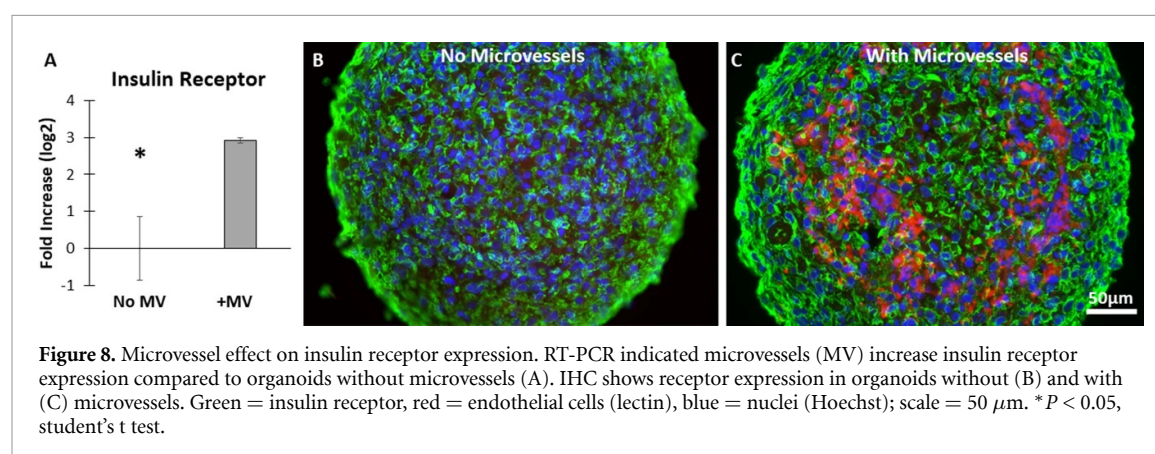 A
Insulin Receptor
Fold Increase (log2)
4
3
2
1
0
-1
*
No MV
+MV
B
No Microvessels
C
With Microvessels
50μm
Figure 8. Microvessel effect on insulin receptor expression. RT-PCR indicated microvessels (MV) increase insulin receptor
expression compared to organoids without microvessels (A). IHC shows receptor expression in organoids without (B) and with
(C) microvessels. Green = insulin receptor, red = endothelial cells (lectin), blue = nuclei (Hoechst); scale = 50 μm. *P < 0.05,
student's t test.